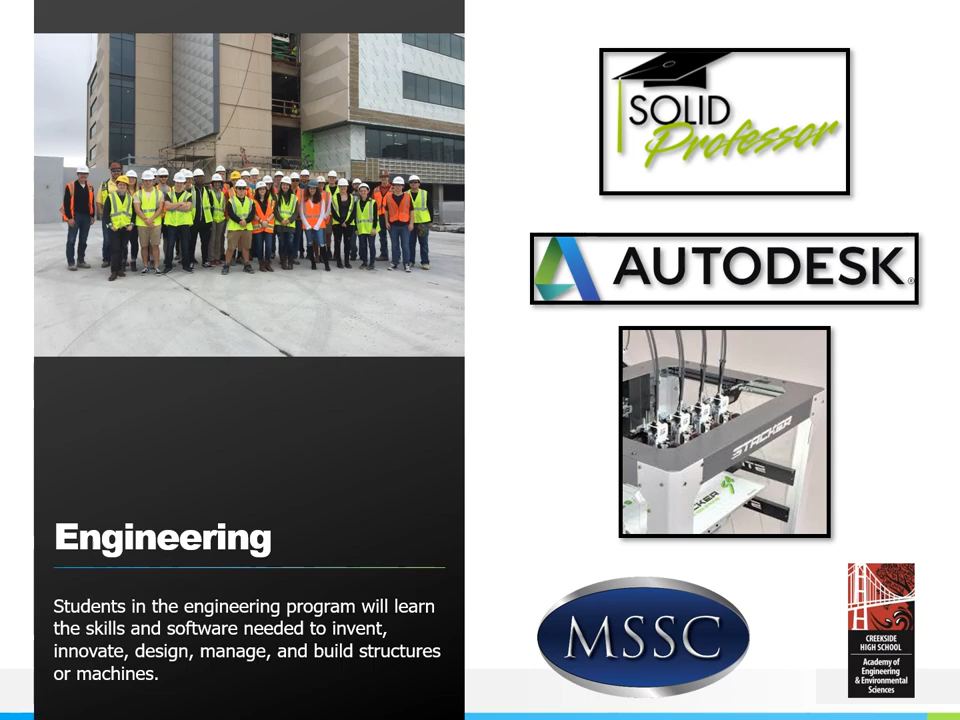 Engineering
Students in the engineering program will learn
the skills and software needed to invent,
innovate, design, manage, and build structures
or machines.
SOLID
Professor
AUTODESK®
STACKER
MSSC
CREEKSIDE
HIGH SCHOOL
Academy of
Engineering
& Environmental
Sciences